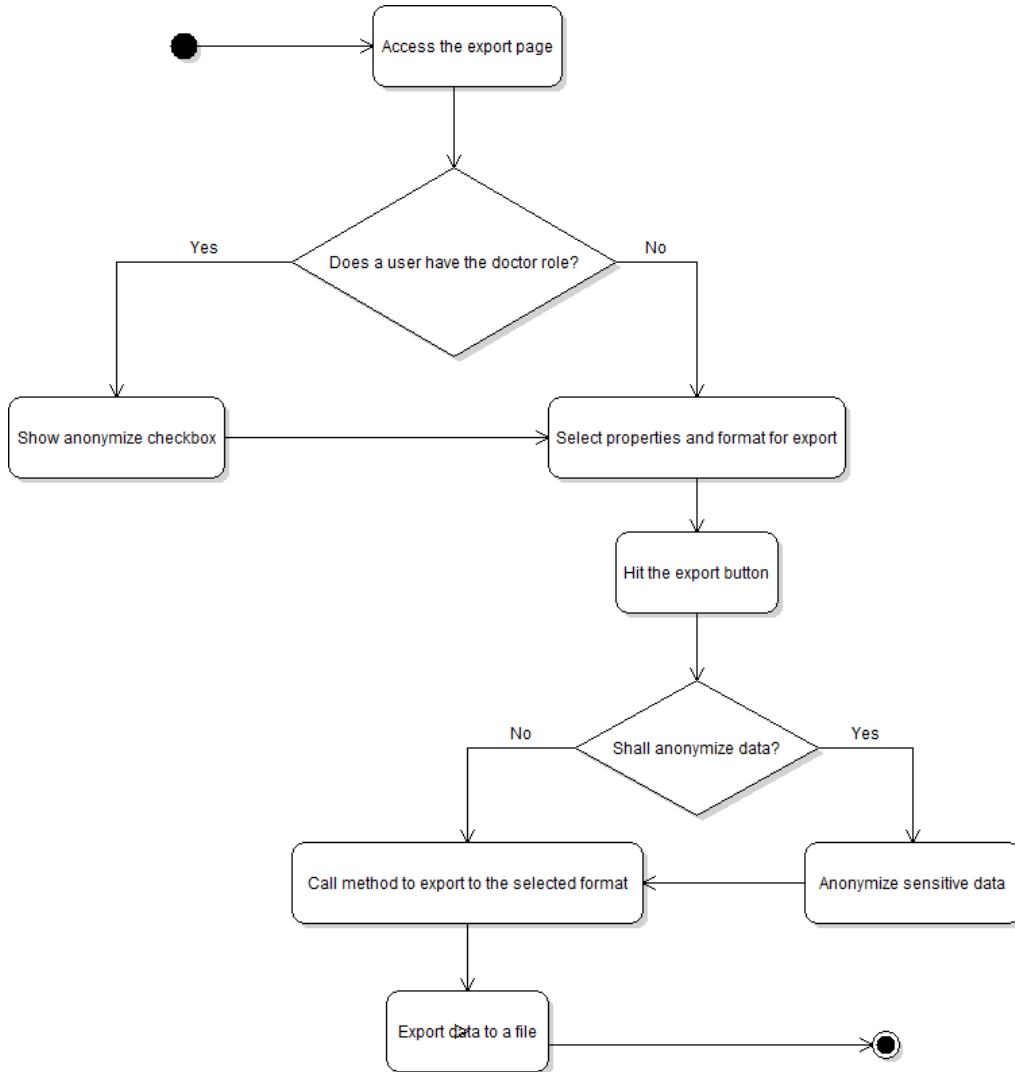 Access the export page
Yes
No
Does a user have the doctor role?
Show anonymize checkbox
Select properties and format for export
Hit the export button
No
Yes
Shall anonymize data?
Call method to export to the selected format
Anonymize sensitive data
Export data to a file